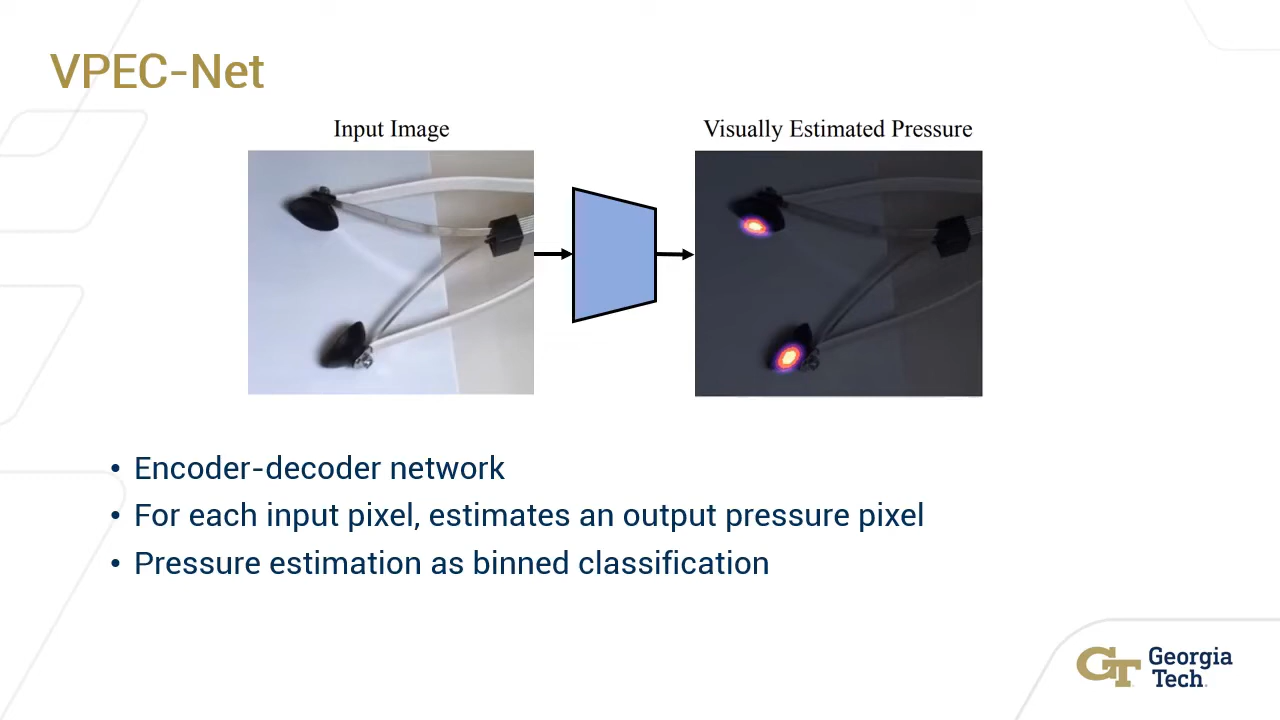 VPEC-Net
Input Image
Visually Estimated Pressure
• Encoder-decoder network
• For each input pixel, estimates an output pressure pixel
• Pressure estimation as binned classification
GT Georgia
Tech.